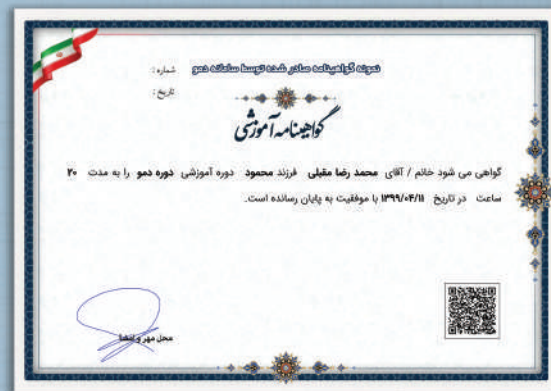 نمونه گواهینامه صادر شده توسط سامانه دمو
شماره :
تاریخ :
گواهینامه آموزشی
گواهی می شود خانم / آقای محمد رضا مقبلی فرزند محمود دوره آموزشی دوره دمو را به مدت ۲۰
ساعت در تاریخ ۱۳۹۹/۰۴/۱۱ با موفقیت به پایان رسانده است.
محل مهر و امضا